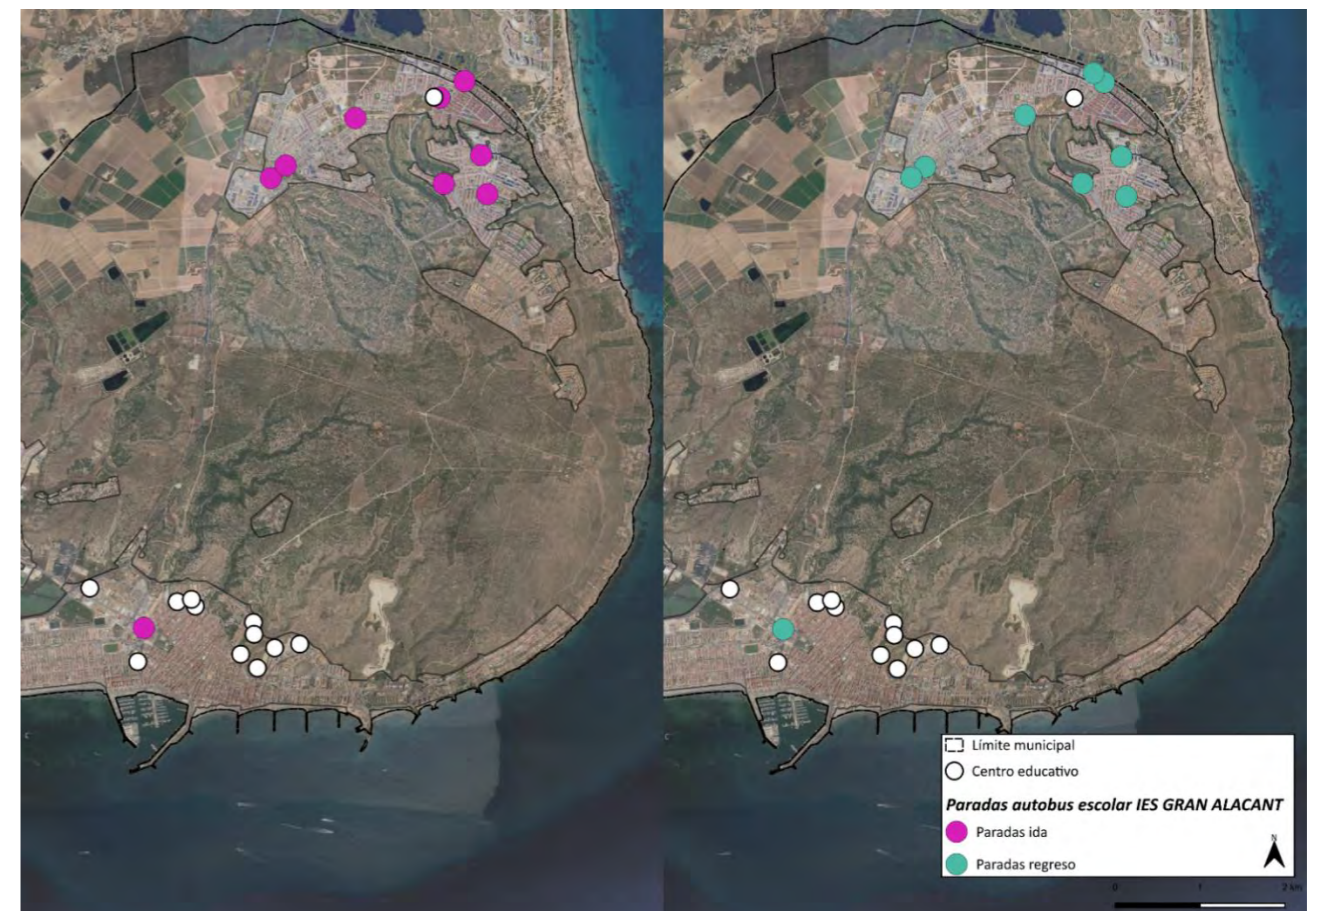 Límite municipal
Centro educativo
Paradas autobus escolar IES GRAN ALACANT
Paradas ida
Paradas regreso
N
0 1 2 km